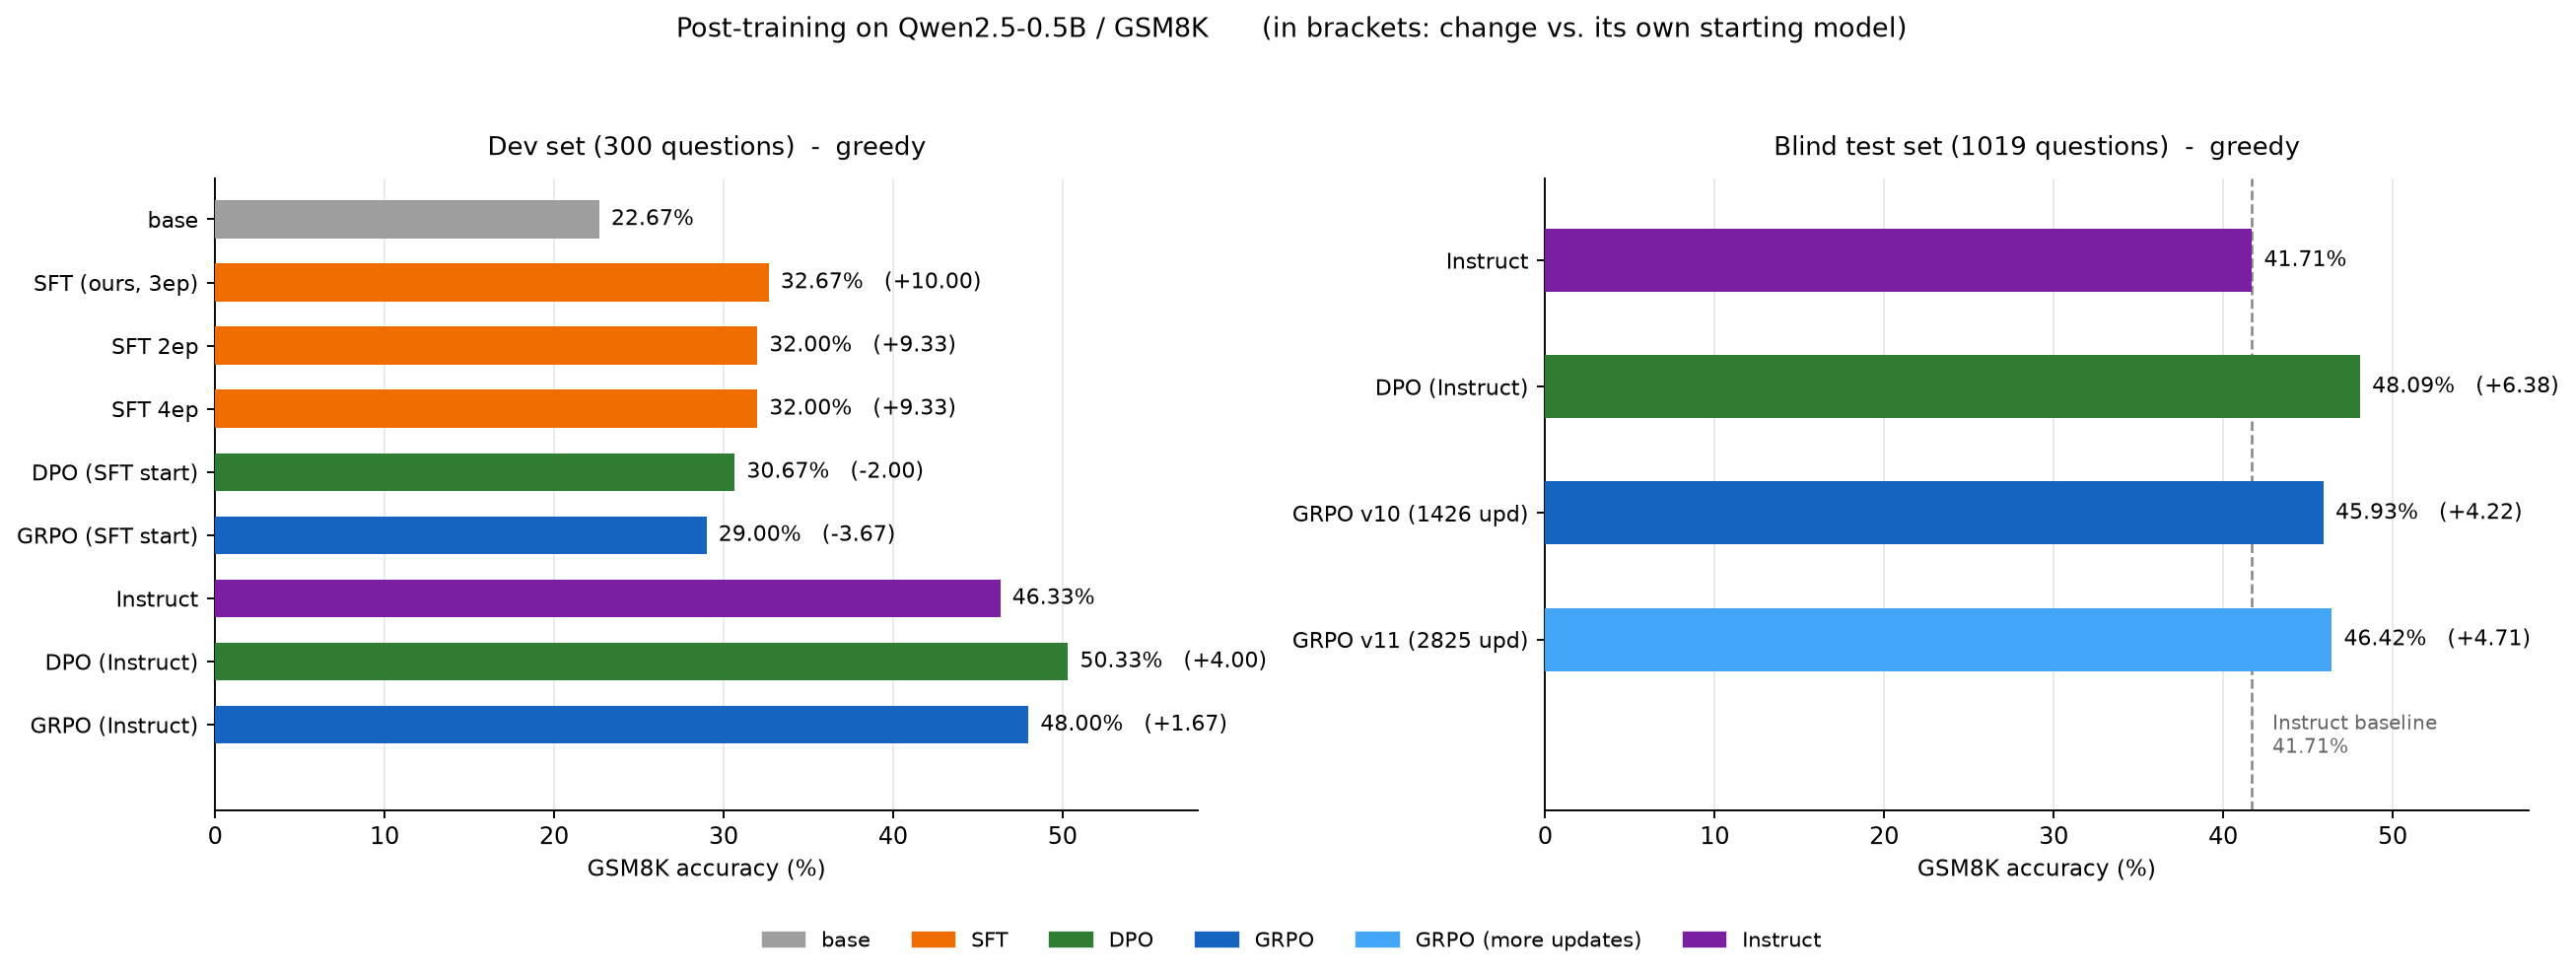 Post-training on Qwen2.5-0.5B / GSM8K (in brackets: change vs. its own starting model)
Dev set (300 questions) - greedy
base 22.67%
SFT (ours, 3ep) 32.67% (+10.00)
SFT 2ep 32.00% (+9.33)
SFT 4ep 32.00% (+9.33)
DPO (SFT start) 30.67% (-2.00)
GRPO (SFT start) 29.00% (-3.67)
Instruct 46.33%
DPO (Instruct) 50.33% (+4.00)
GRPO (Instruct) 48.00% (+1.67)
0 10 20 30 40 50
GSM8K accuracy (%)
Blind test set (1019 questions) - greedy
Instruct 41.71%
DPO (Instruct) 48.09% (+6.38)
GRPO v10 (1426 upd) 45.93% (+4.22)
GRPO v11 (2825 upd) 46.42% (+4.71)
Instruct baseline
41.71%
0 10 20 30 40 50
GSM8K accuracy (%)
base SFT DPO GRPO GRPO (more updates) Instruct